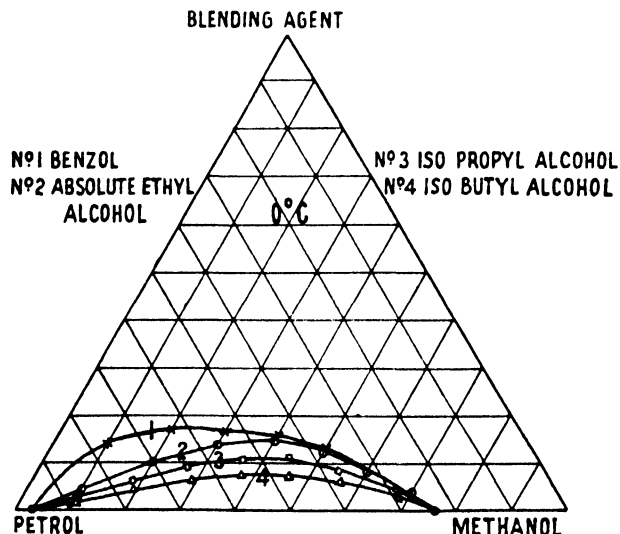 BLENDING AGENT
Nº1 BENZOL
Nº2 ABSOLUTE ETHYL
ALCOHOL
Nº3 ISO PROPYL ALCOHOL
Nº4 ISO BUTYL ALCOHOL
0°C
1
2
3
4
PETROL
METHANOL